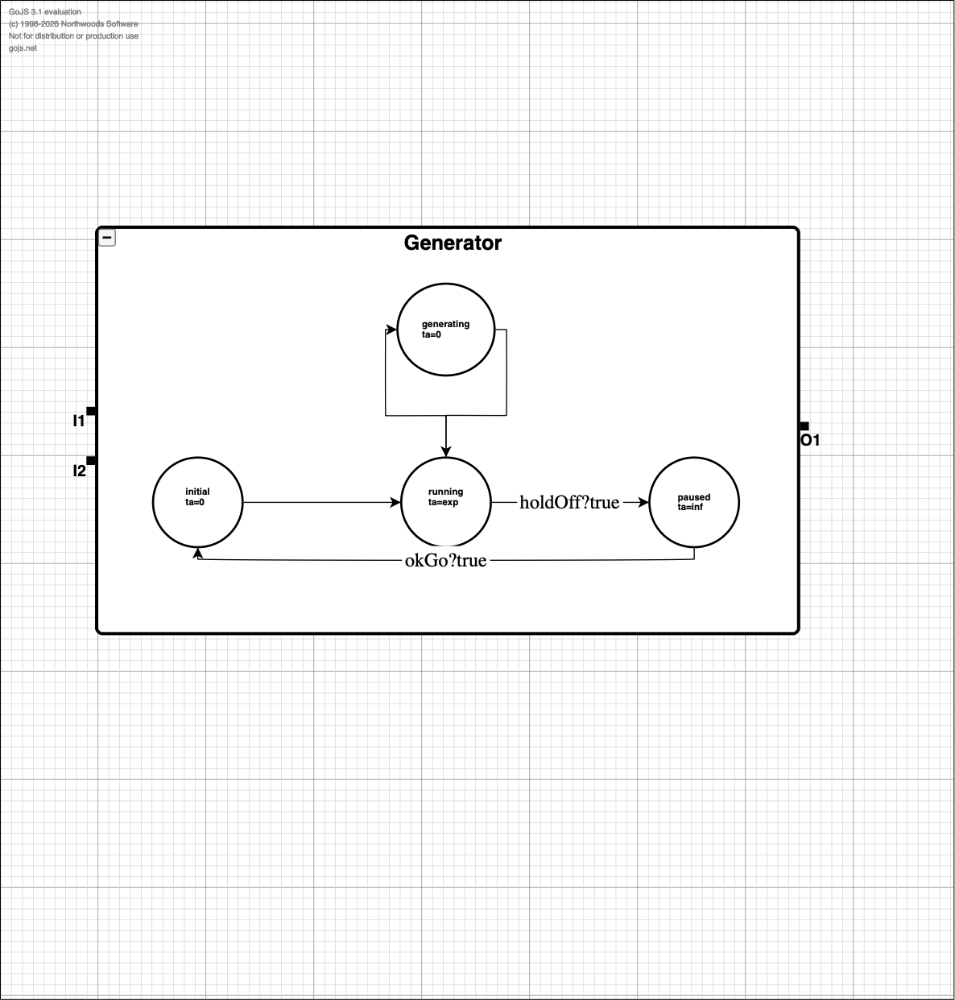 GoJS 3.1 evaluation
(c) 1998-2026 Northwoods Software
Not for distribution or production use
gojs.net
Generator
generating
ta=0
I1
O1
I2
initial
ta=0
running
ta=exp
holdOff?true
paused
ta=inf
okGo?true